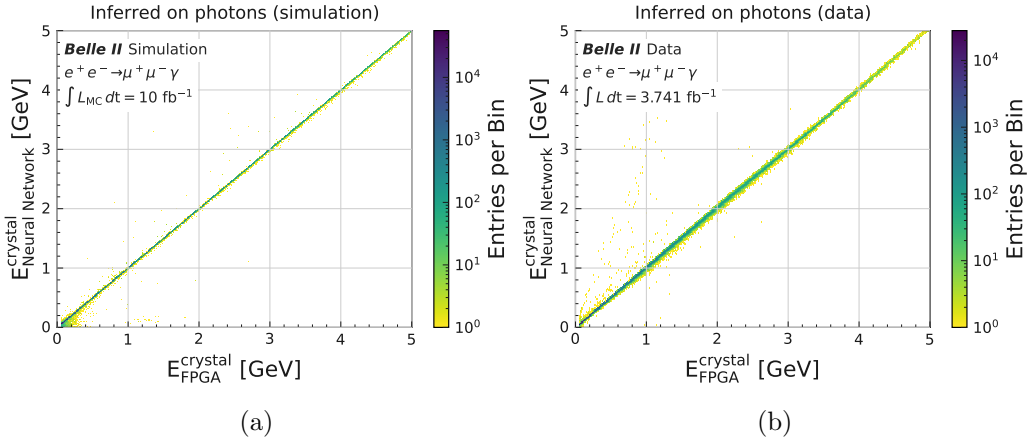 Inferred on photons (simulation)
Belle II Simulation
e⁺e⁻→μ⁺μ⁻γ
∫ L_MC dt = 10 fb⁻¹
E^crystal_Neural Network [GeV]
5
4
3
2
1
0
0 1 2 3 4 5
E^crystal_FPGA [GeV]
10⁴
10³
10²
10¹
10⁰
Entries per Bin
(a)
Inferred on photons (data)
Belle II Data
e⁺e⁻→μ⁺μ⁻γ
∫ L dt = 3.741 fb⁻¹
E^crystal_Neural Network [GeV]
5
4
3
2
1
0
0 1 2 3 4 5
E^crystal_FPGA [GeV]
10⁴
10³
10²
10¹
10⁰
Entries per Bin
(b)